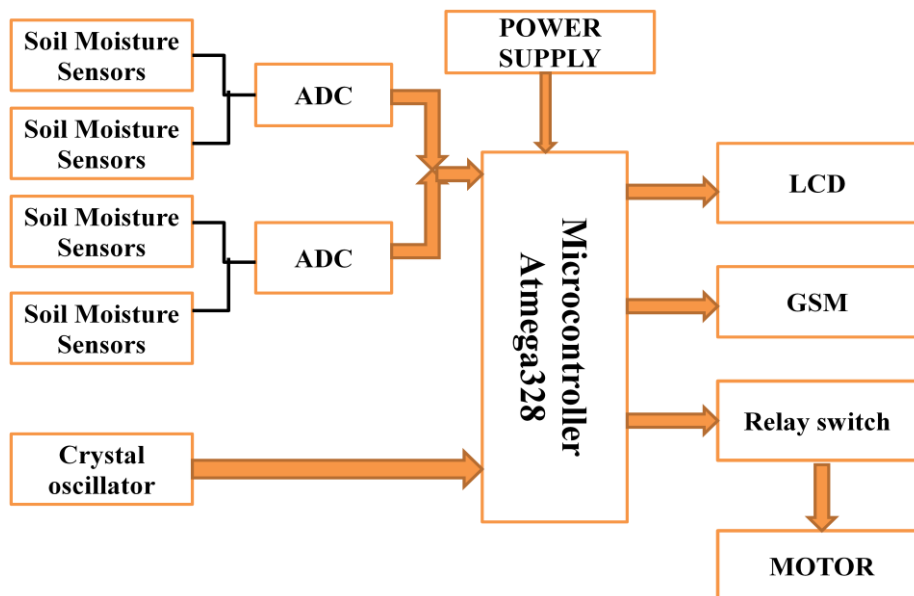 Soil Moisture
Sensors
Soil Moisture
Sensors
Soil Moisture
Sensors
Soil Moisture
Sensors
ADC
ADC
Crystal
oscillator
POWER
SUPPLY
Microcontroller
Atmega328
LCD
GSM
Relay switch
MOTOR